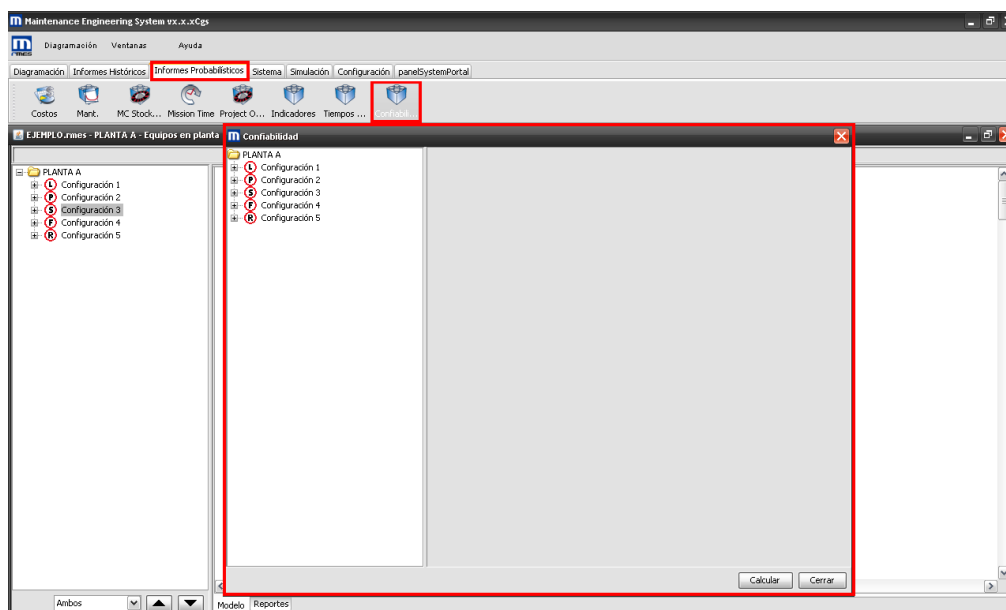 Maintenance Engineering System vx.x.xCgs
Diagramación Ventanas Ayuda
Diagramación Informes Históricos Informes Probabilísticos Sistema Simulación Configuración panelSystemPortal
Costos Mant. MC Stock... Mission Time Project O... Indicadores Tiempos ... Confiabili...
EJEMPLO.rmes - PLANTA A - Equipos en planta
Confiabilidad
PLANTA A
L Configuración 1
P Configuración 2
S Configuración 3
F Configuración 4
R Configuración 5
PLANTA A
L Configuración 1
P Configuración 2
S Configuración 3
F Configuración 4
R Configuración 5
Calcular Cerrar
Ambos
Modelo Reportes